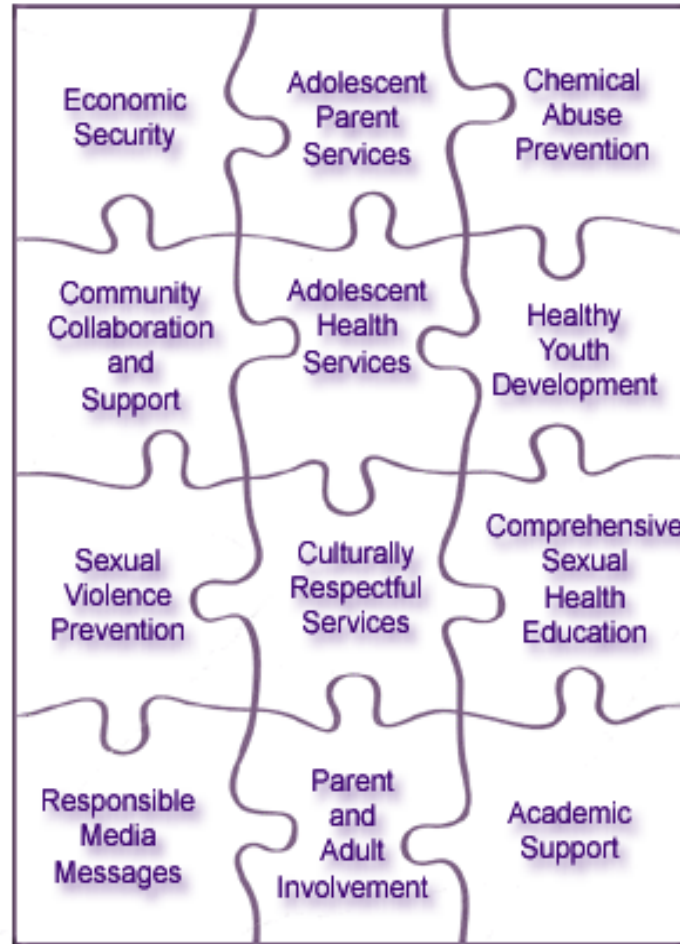 Economic
Security
Adolescent
Parent
Services
Chemical
Abuse
Prevention
Community
Collaboration
and
Support
Adolescent
Health
Services
Healthy
Youth
Development
Sexual
Violence
Prevention
Culturally
Respectful
Services
Comprehensive
Sexual
Health
Education
Responsible
Media
Messages
Parent
and
Adult
Involvement
Academic
Support